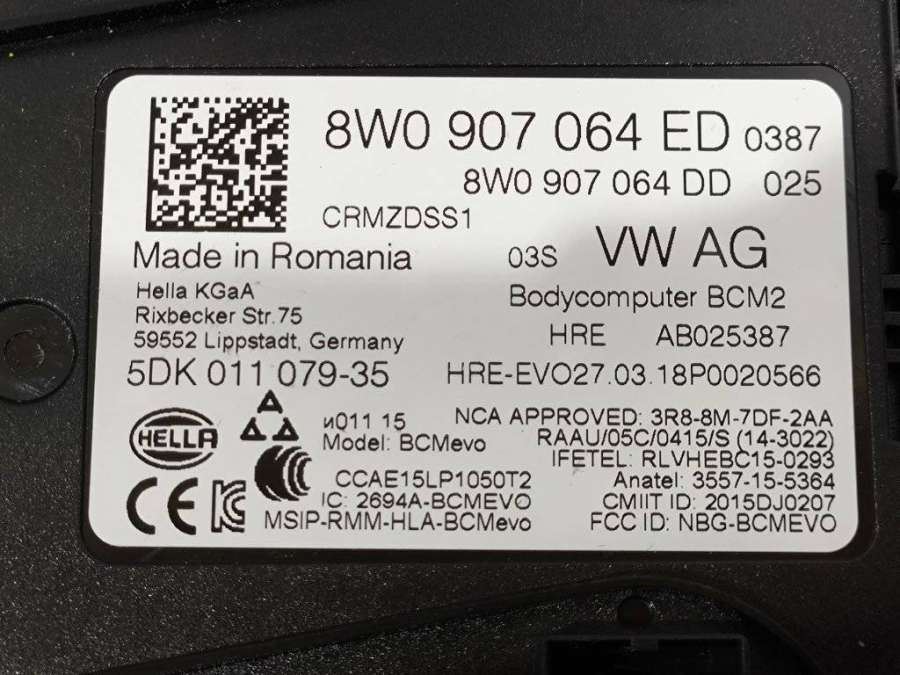 8W0 907 064 ED 0387
8W0 907 064 DD 025
CRMZDSS1
Made in Romania 03S VW AG
Hella KGaA
Bodycomputer BCM2
Rixbecker Str.75
59552 Lippstadt, Germany
HRE AB025387
5DK 011 079-35
HRE-EVO27.03.18P0020566
HELLA
и011 15
Model: BCMevo
NCA APPROVED: 3R8-8M-7DF-2AA
RAAU/05C/0415/S (14-3022)
IFETEL: RLVHEBC15-0293
CCAE15LP1050T2
Anatel: 3557-15-5364
IC: 2694A-BCMEVO
CMIIT ID: 2015DJ0207
CE
MSIP-RMM-HLA-BCMevo
FCC ID: NBG-BCMEVO